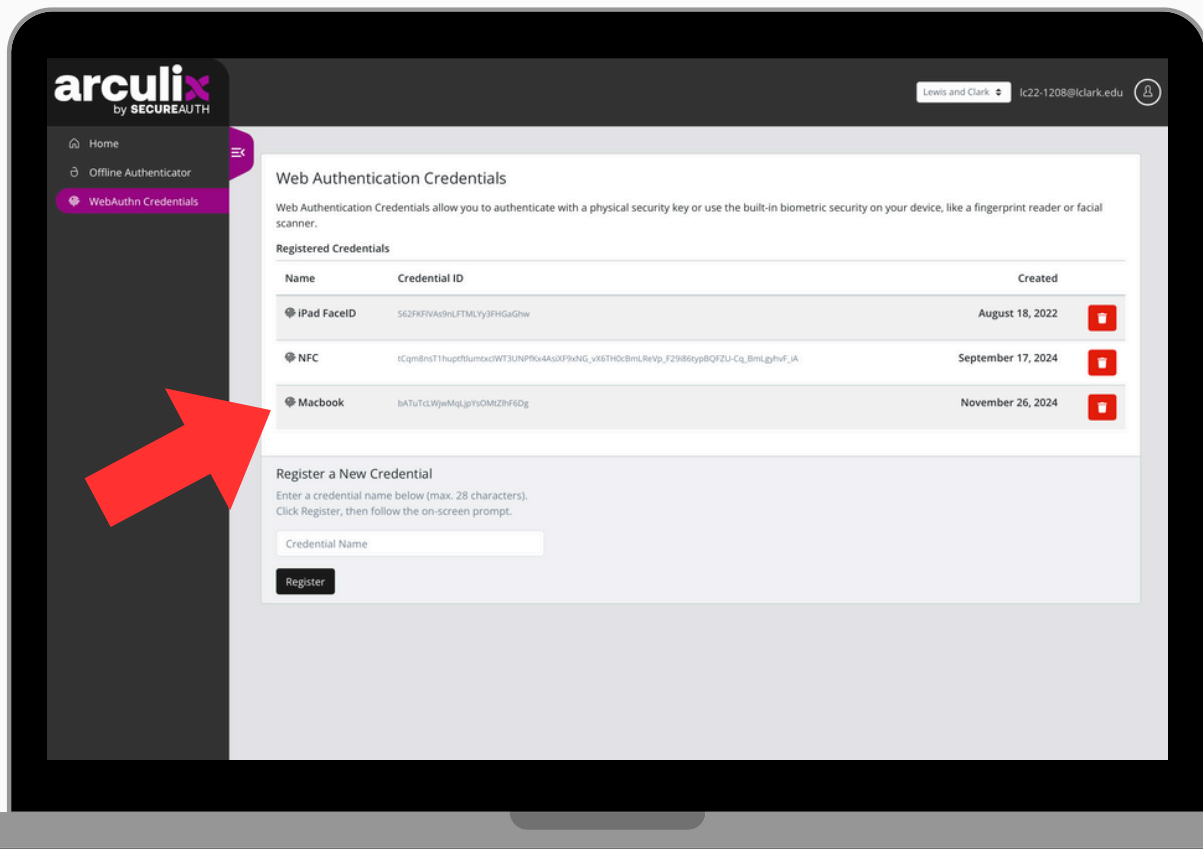 arculix
by SECUREAUTH
Lewis and Clark
lc22-1208@lclark.edu
Home
Offline Authenticator
WebAuthn Credentials
Web Authentication Credentials
Web Authentication Credentials allow you to authenticate with a physical security key or use the built-in biometric security on your device, like a fingerprint reader or facial
scanner.
Registered Credentials
Name Credential ID Created
iPad FaceID August 18, 2022
NFC September 17, 2024
Macbook November 26, 2024
Register a New Credential
Enter a credential name below (max. 28 characters).
Click Register, then follow the on-screen prompt.
Credential Name
Register